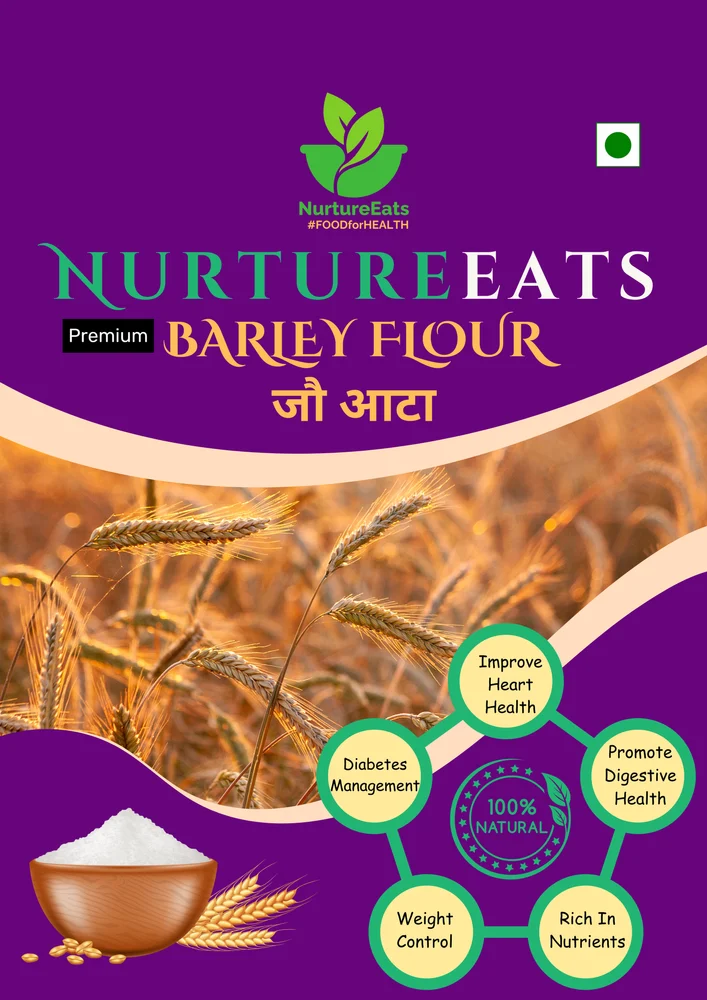 NurtureEats
#FOODforHEALTH
NURTUREEATS
Premium BARLEY FLOUR
जौ आटा
Improve
Heart
Health
Diabetes
Management
Promote
Digestive
Health
100%
NATURAL
Weight
Control
Rich In
Nutrients